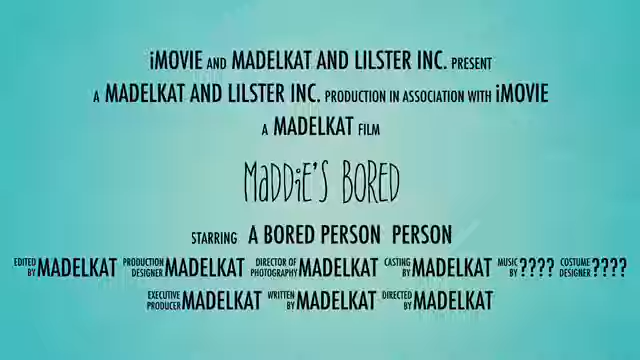 iMOVIE AND MADELKAT AND LILSTER INC. PRESENT
A MADELKAT AND LILSTER INC. PRODUCTION IN ASSOCIATION WITH iMOVIE
A MADELKAT FILM
MaDDiE'S BORED
STARRING A BORED PERSON PERSON
EDITED BY MADELKAT PRODUCTION DESIGNER MADELKAT DIRECTOR OF PHOTOGRAPHY MADELKAT CASTING BY MADELKAT MUSIC BY ???? COSTUME DESIGNER ????
EXECUTIVE PRODUCER MADELKAT WRITTEN BY MADELKAT DIRECTED BY MADELKAT